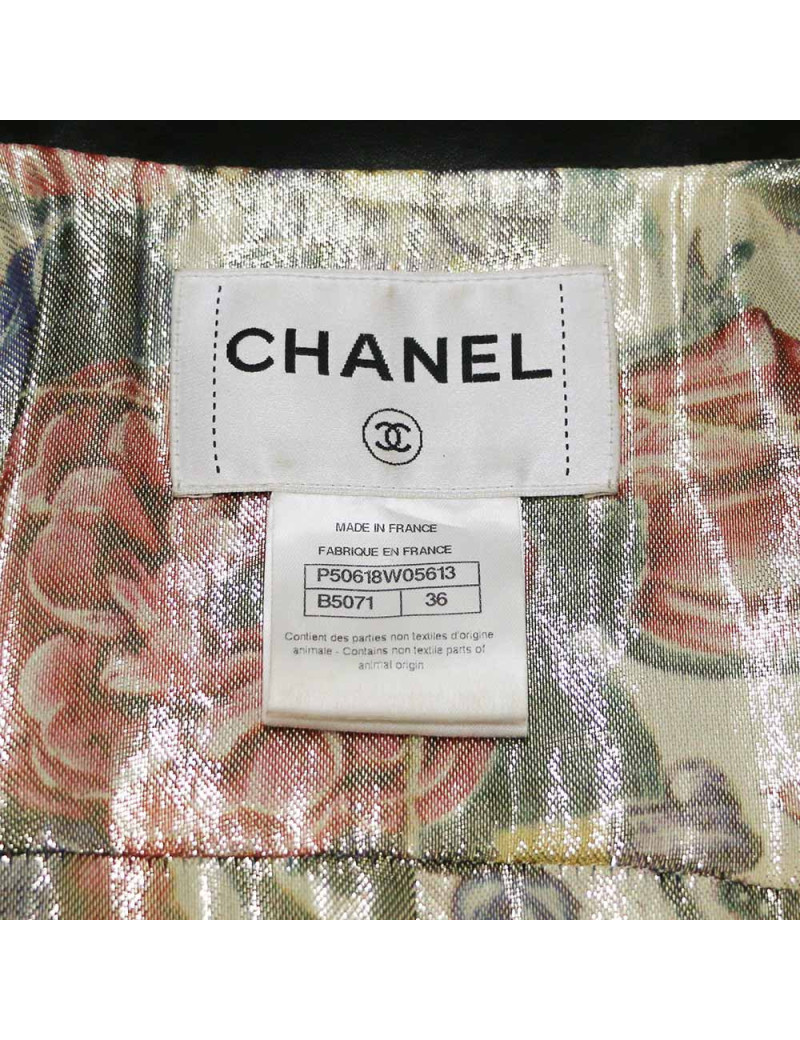 CHANEL
MADE IN FRANCE
FABRIQUE EN FRANCE
P50618W05613
B5071 36
Contient des parties non textiles d'origine
animale - Contains non textile parts of
animal origin